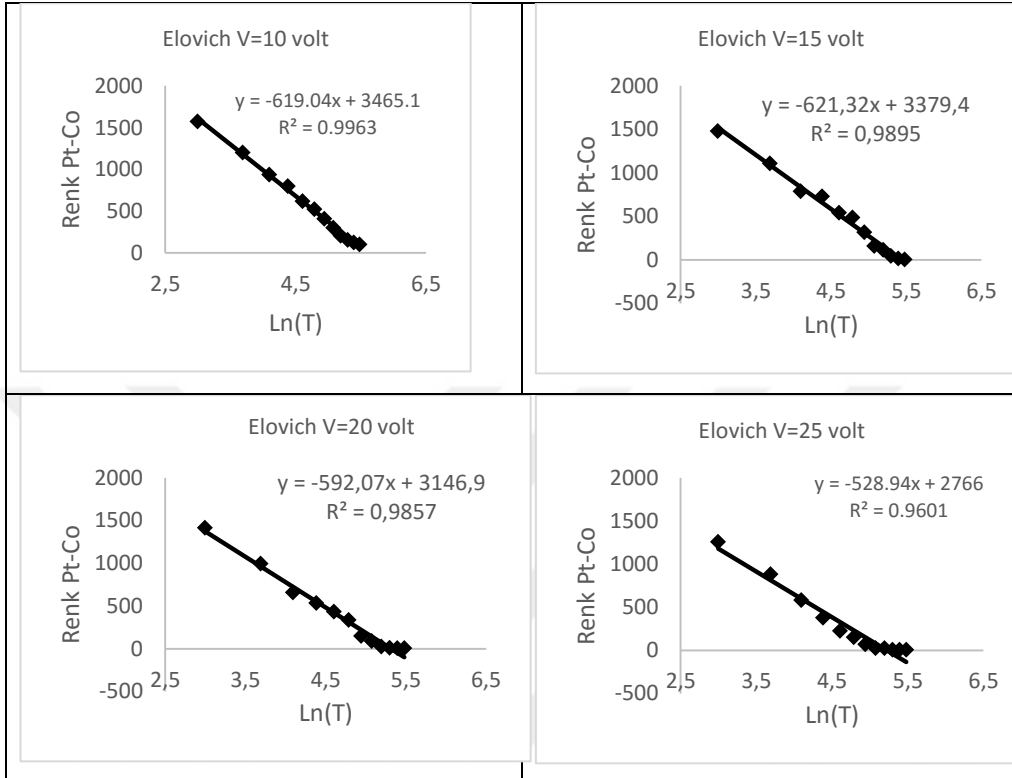 Elovich V=10 volt
y = -619.04x + 3465.1
R² = 0.9963
2000
1500
1000
500
0
2,5
4,5
6,5
Renk Pt-Co
Ln(T)
Elovich V=15 volt
y = -621,32x + 3379,4
R² = 0,9895
2000
1500
1000
500
0
-500
2,5
3,5
4,5
5,5
6,5
Renk Pt-Co
Ln(T)
Elovich V=20 volt
y = -592,07x + 3146,9
R² = 0,9857
2000
1500
1000
500
0
-500
2,5
3,5
4,5
5,5
6,5
Renk Pt-Co
Ln(T)
Elovich V=25 volt
y = -528.94x + 2766
R² = 0.9601
2000
1500
1000
500
0
-500
2,5
3,5
4,5
5,5
6,5
Renk Pt-Co
Ln(T)